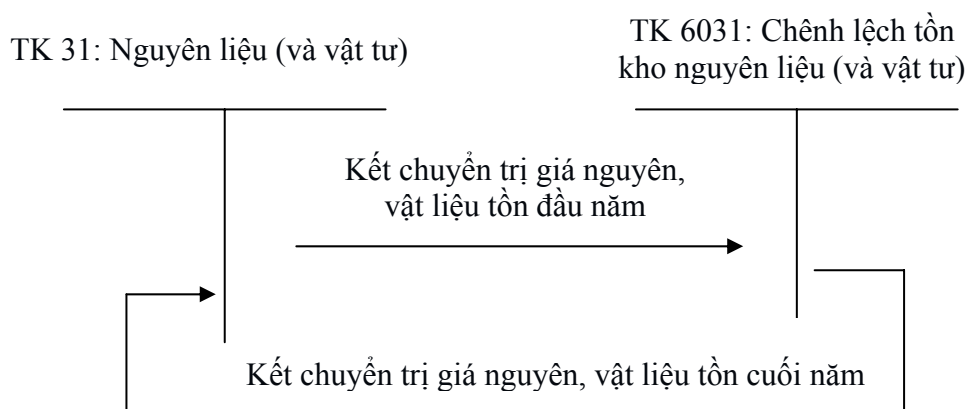 TK 31: Nguyên liệu (và vật tư)
TK 6031: Chênh lệch tồn
kho nguyên liệu (và vật tư)
Kết chuyển trị giá nguyên,
vật liệu tồn đầu năm
Kết chuyển trị giá nguyên, vật liệu tồn cuối năm